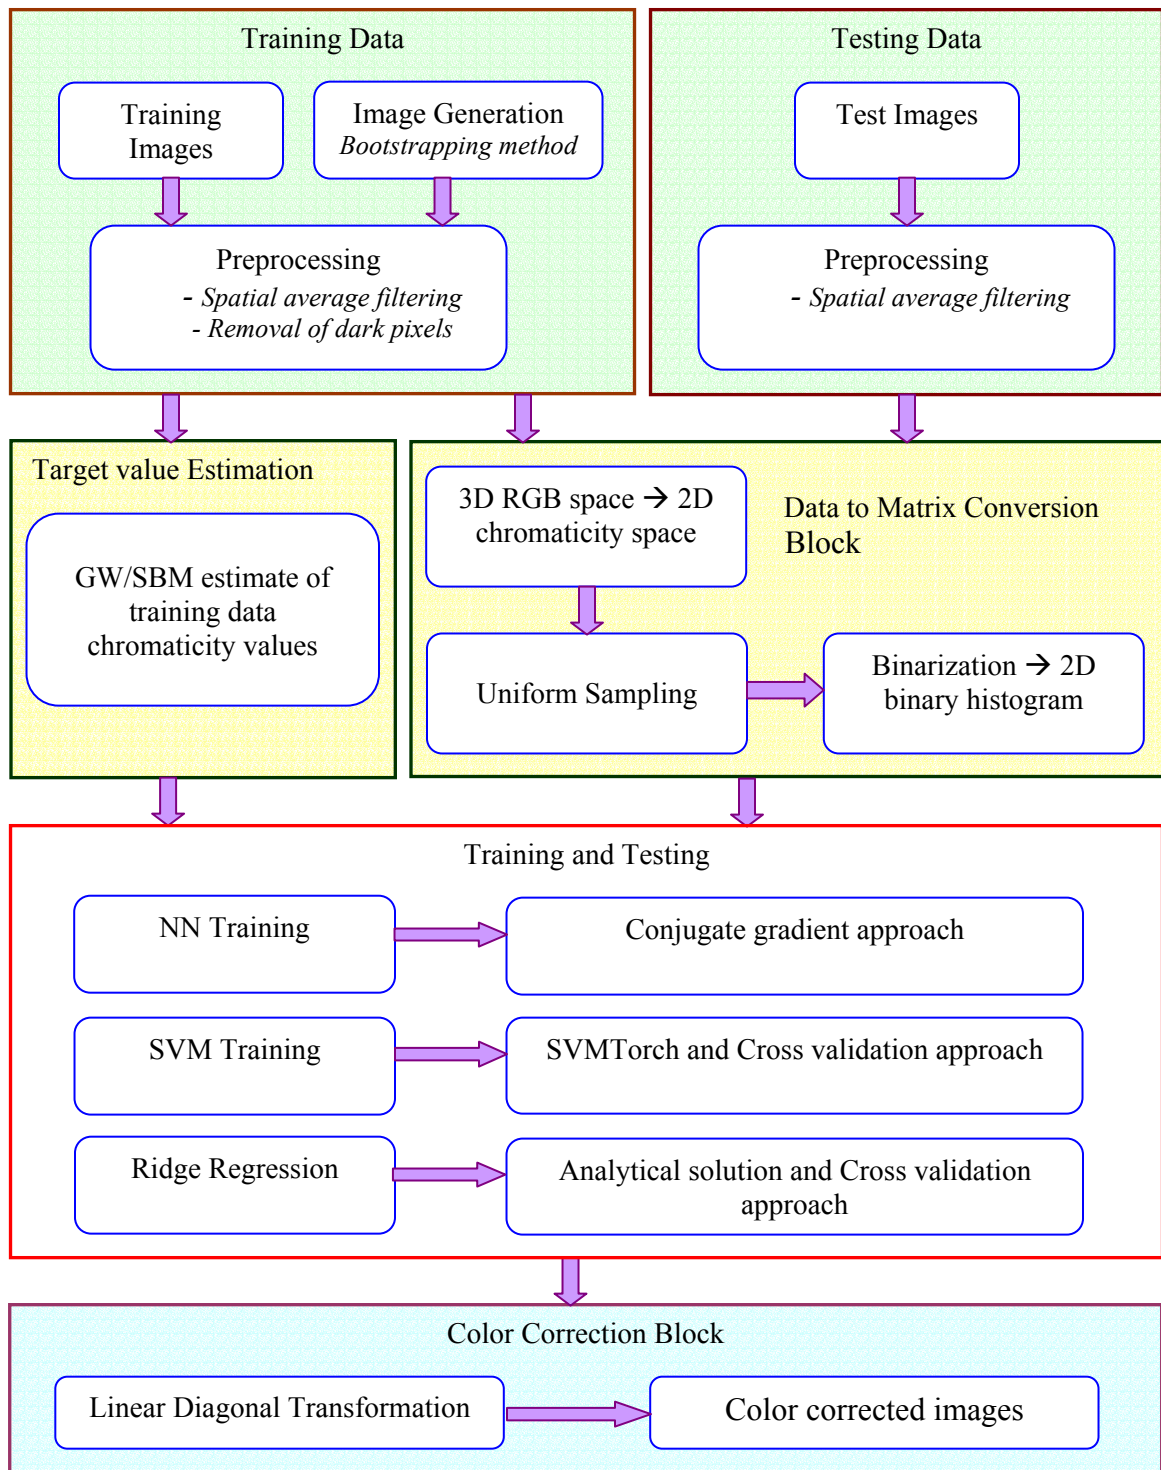 Training Data
Training
Images
Image Generation
Bootstrapping method
Preprocessing
- Spatial average filtering
- Removal of dark pixels
Testing Data
Test Images
Preprocessing
- Spatial average filtering
Target value Estimation
GW/SBM estimate of
training data
chromaticity values
3D RGB space → 2D
chromaticity space
Data to Matrix Conversion
Block
Uniform Sampling
Binarization → 2D
binary histogram
Training and Testing
NN Training
Conjugate gradient approach
SVM Training
SVMTorch and Cross validation approach
Ridge Regression
Analytical solution and Cross validation
approach
Color Correction Block
Linear Diagonal Transformation
Color corrected images